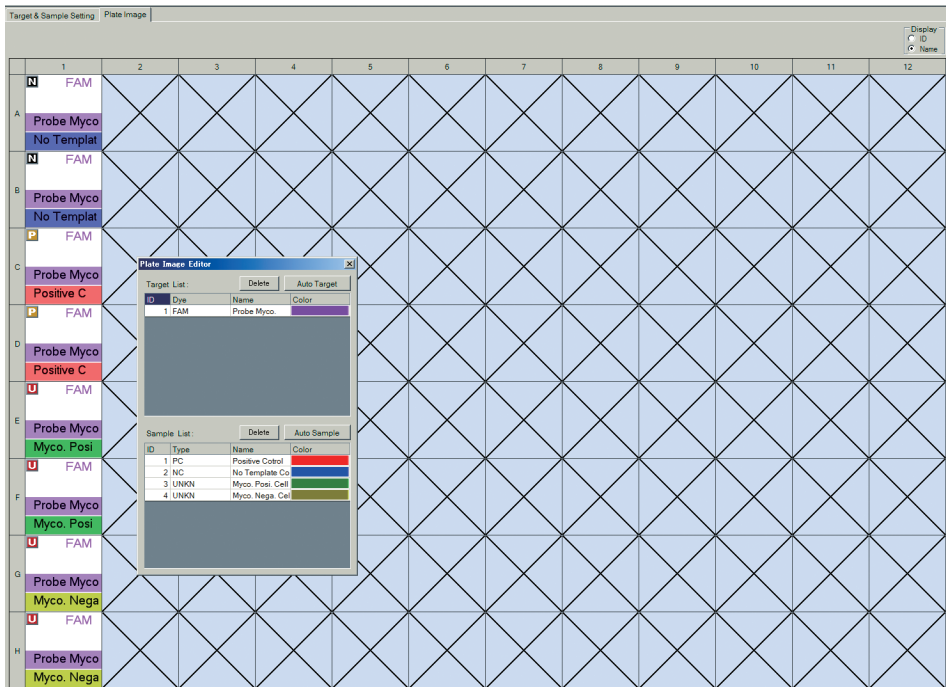 Target & Sample Setting Plate Image
Display
ID
Name
1 2 3 4 5 6 7 8 9 10 11 12
A
N FAM
Probe Myco
No Templat
B
N FAM
Probe Myco
No Templat
C
P FAM
Probe Myco
Positive C
D
P FAM
Probe Myco
Positive C
E
U FAM
Probe Myco
Myco. Posi
F
U FAM
Probe Myco
Myco. Posi
G
U FAM
Probe Myco
Myco. Nega
H
U FAM
Probe Myco
Myco. Nega
Plate Image Editor
Target List: Delete Auto Target
ID Dye Name Color
1 FAM Probe Myco.
Sample List: Delete Auto Sample
ID Type Name Color
1 PC Positive Cotrol
2 NC No Template Co
3 UNKN Myco. Posi. Cell
4 UNKN Myco. Nega. Cel